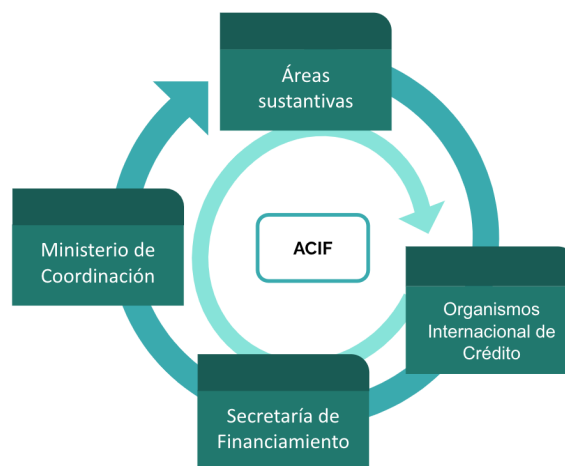 Áreas
sustantivas
Ministerio de
Coordinación
ACIF
Organismos
Internacional de
Crédito
Secretaría de
Financiamiento